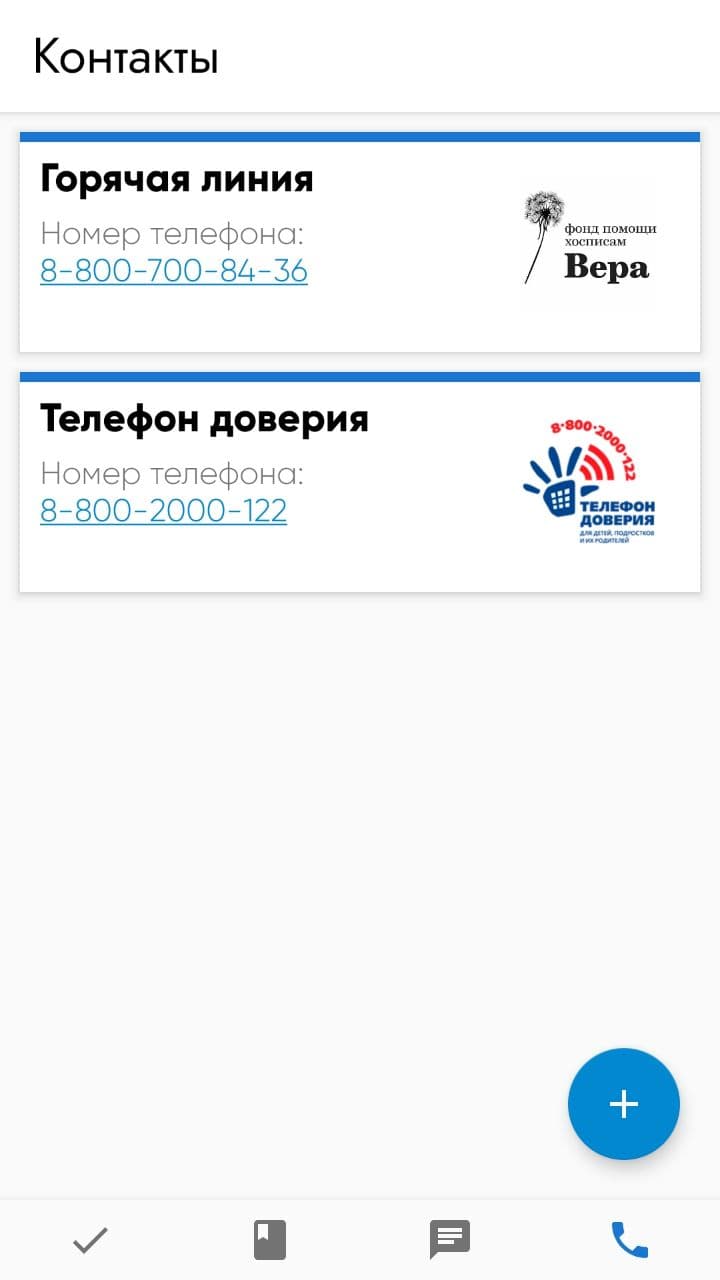 Контакты
Горячая линия
Номер телефона:
8-800-700-84-36
фонд помощи
хосписам
Вера
Телефон доверия
Номер телефона:
8-800-2000-122
8-800-2000-122
ТЕЛЕФОН
ДОВЕРИЯ
ДЛЯ ДЕТЕЙ, ПОДРОСТКОВ
И ИХ РОДИТЕЛЕЙ